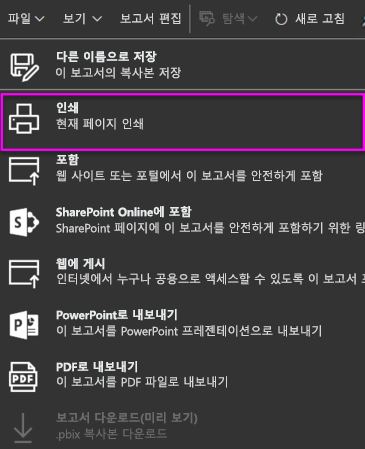 파일 보기 보고서 편집 탐색 새로 고침
다른 이름으로 저장
이 보고서의 복사본 저장
인쇄
현재 페이지 인쇄
포함
웹 사이트 또는 포털에서 이 보고서를 안전하게 포함
SharePoint Online에 포함
SharePoint 페이지에 이 보고서를 안전하게 포함하기 위한 링
웹에 게시
인터넷에서 누구나 공용으로 액세스할 수 있도록 이 보고서 포
PowerPoint로 내보내기
이 보고서를 PowerPoint 프레젠테이션으로 내보내기
PDF로 내보내기
이 보고서를 PDF 파일로 내보내기
보고서 다운로드(미리 보기)
.pbix 복사본 다운로드